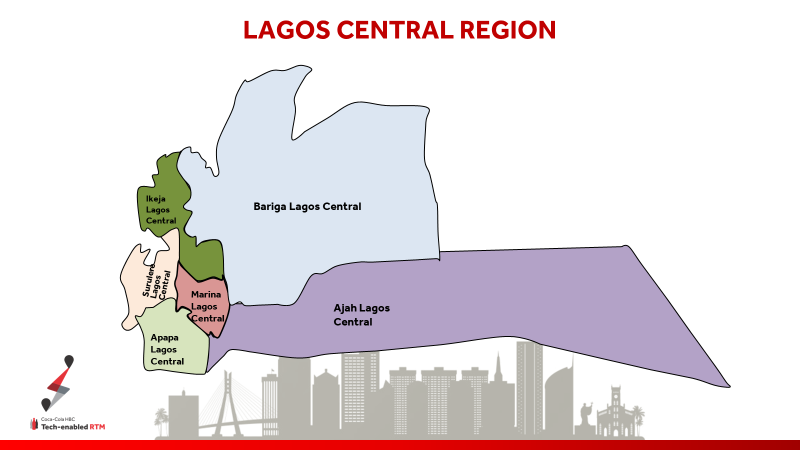 LAGOS CENTRAL REGION
Bariga Lagos Central
Ikeja
Lagos
Central
Surulere
Lagos
Central
Marina
Lagos
Central
Ajah Lagos
Central
Apapa
Lagos
Central
Coca-Cola HBC
Tech-enabled RTM